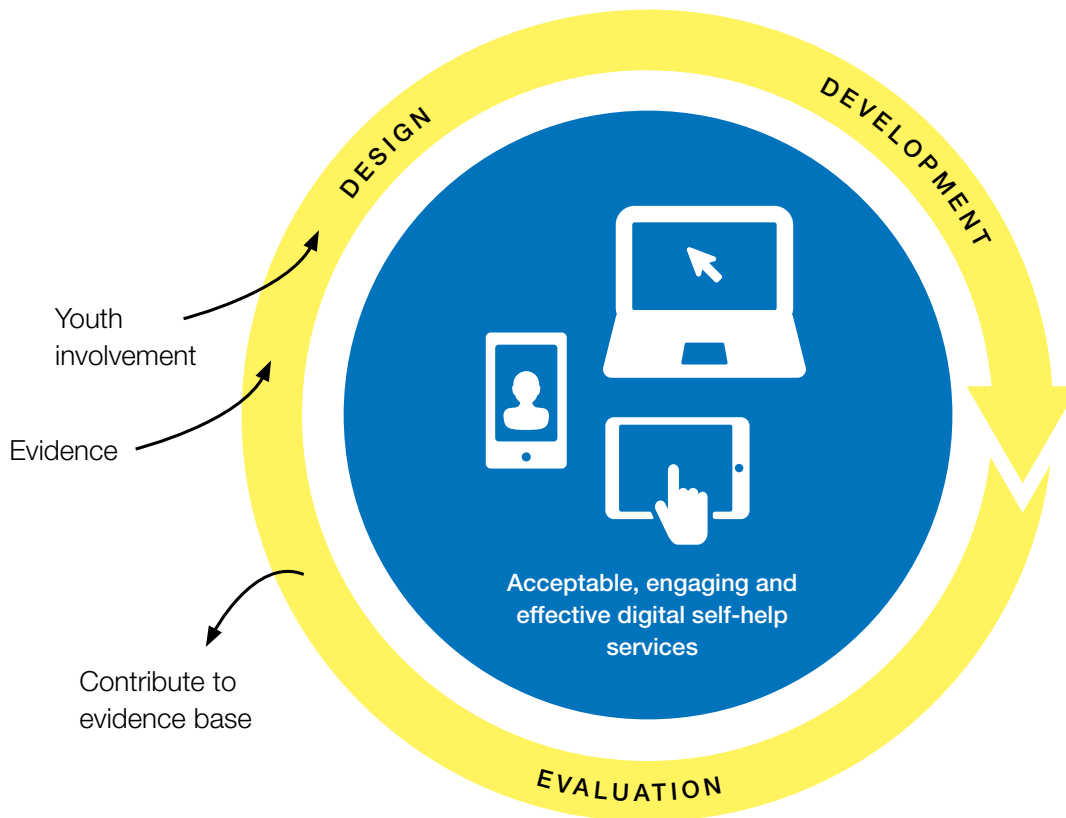 DESIGN
DEVELOPMENT
Youth
involvement
Evidence
Acceptable, engaging and
effective digital self-help
services
Contribute to
evidence base
EVALUATION